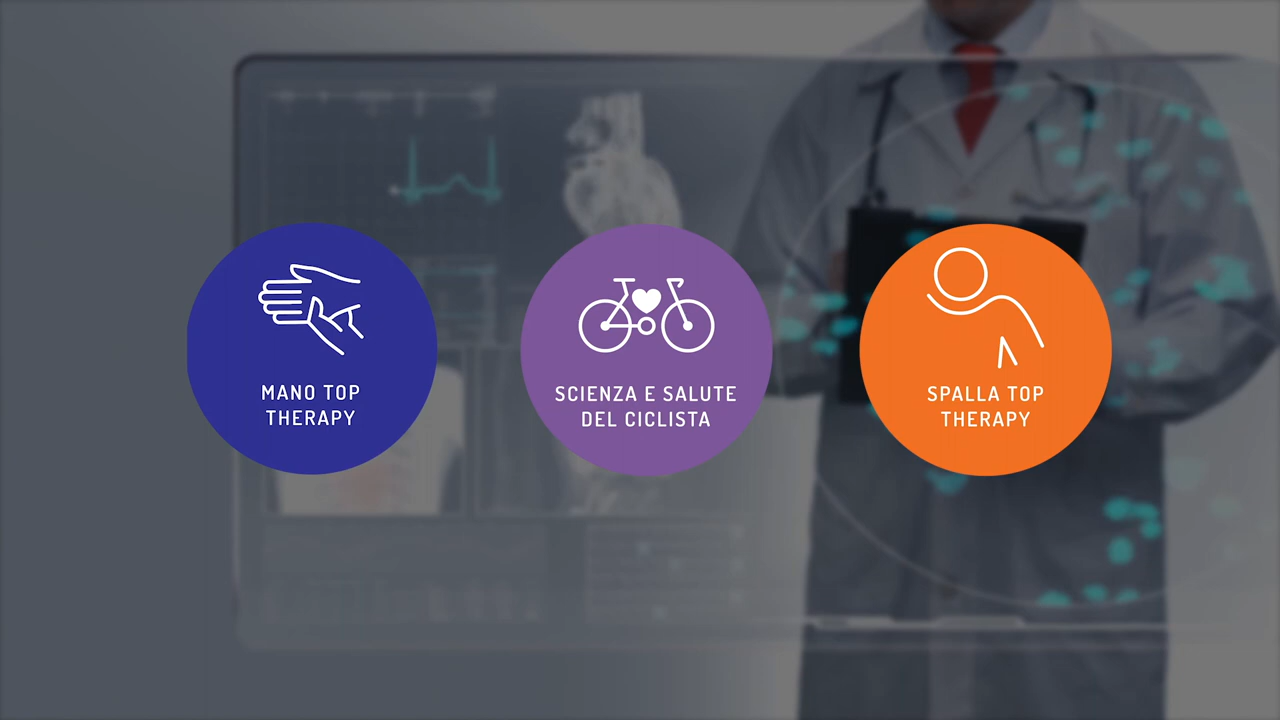 MANO TOP
THERAPY
SCIENZA E SALUTE
DEL CICLISTA
SPALLA TOP
THERAPY